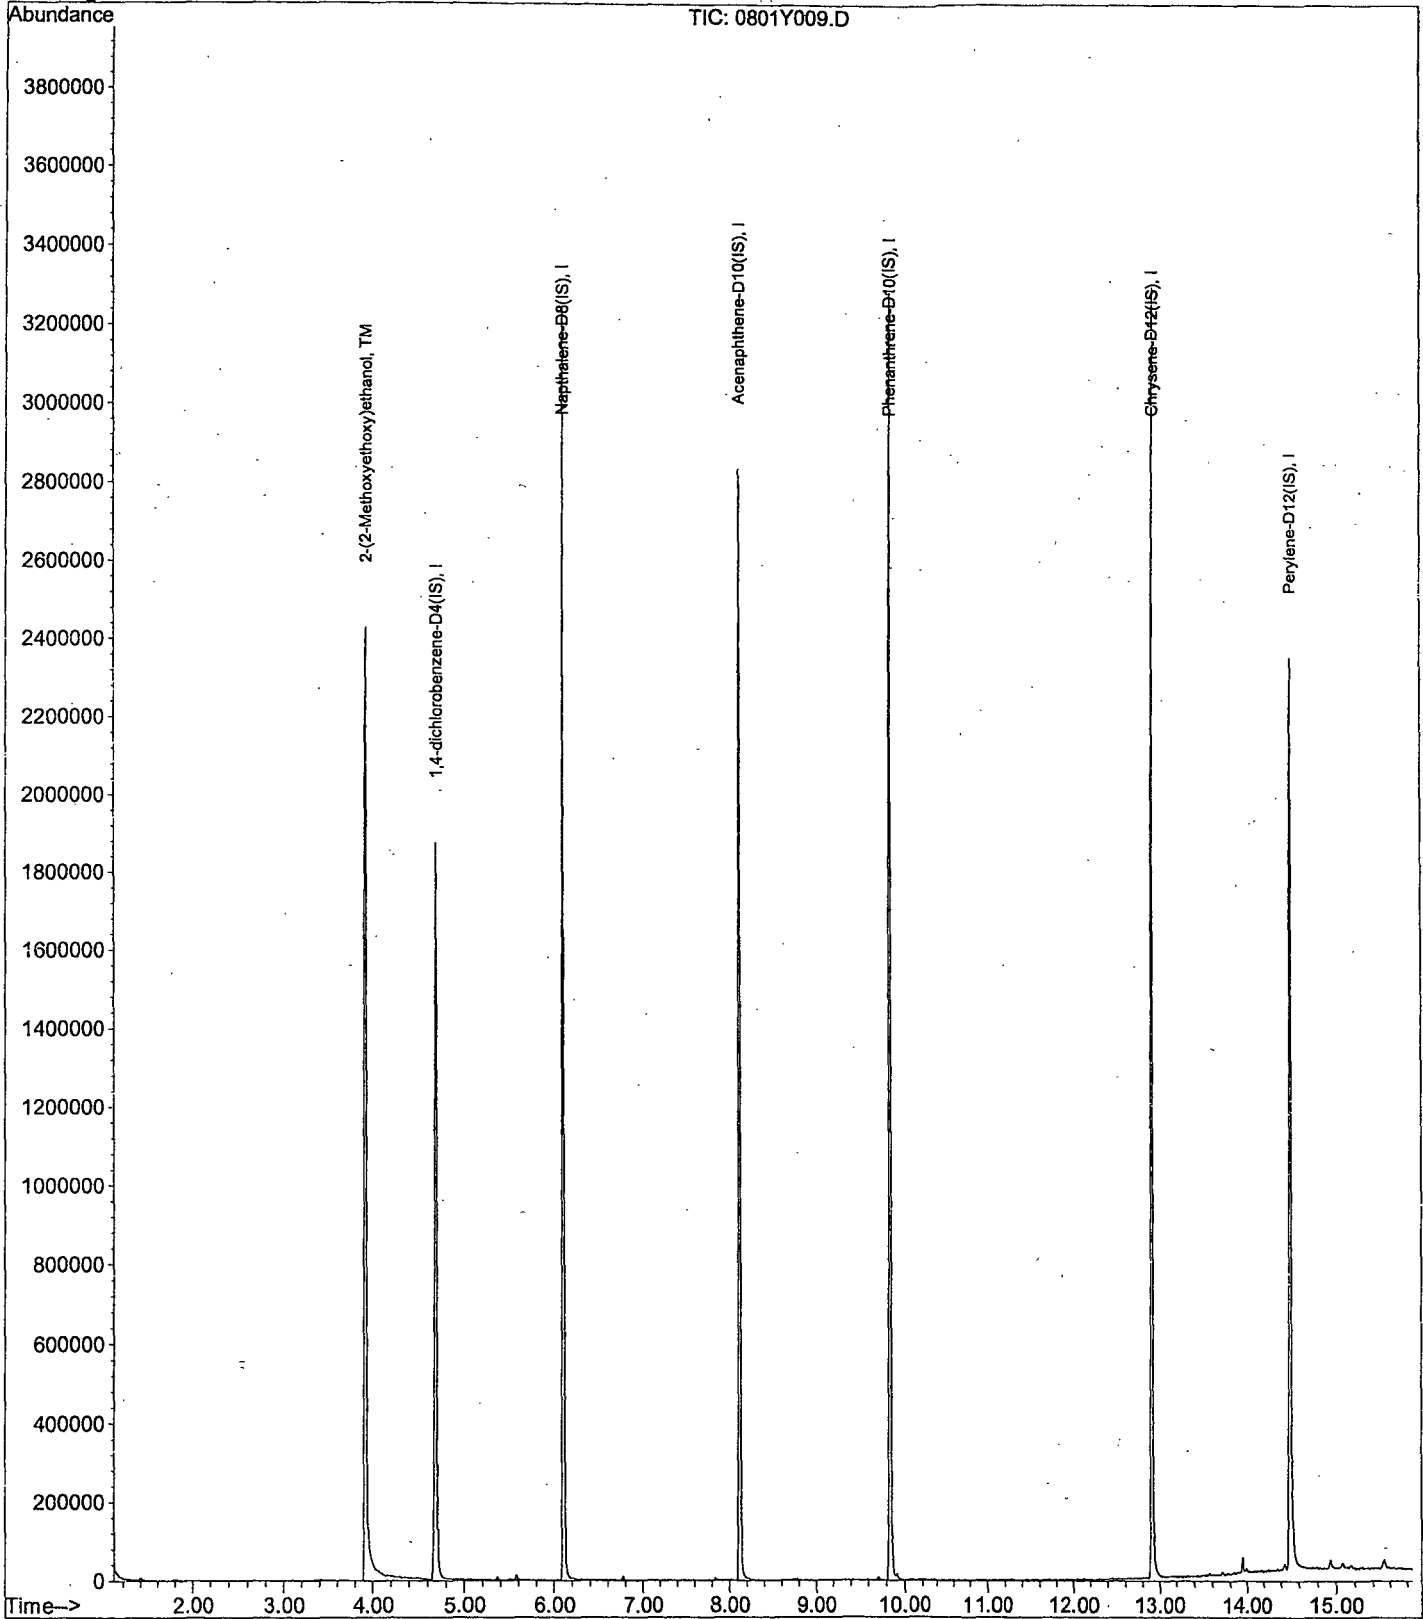 Abundance
TIC: 0801Y009.D
3800000
3600000
3400000
3200000
3000000
2800000
2600000
2400000
2200000
2000000
1800000
1600000
1400000
1200000
1000000
800000
600000
400000
200000
0
2-(2-Methoxyethoxy)ethanol, TM
1,4-dichlorobenzene-D4(IS), I
Napthalene-D8(IS), I
Acenaphthene-D10(IS), I
Phenanthrene-D10(IS), I
Chrysene-D12(IS), I
Perylene-D12(IS), I
Time--> 2.00 3.00 4.00 5.00 6.00 7.00 8.00 9.00 10.00 11.00 12.00 13.00 14.00 15.00